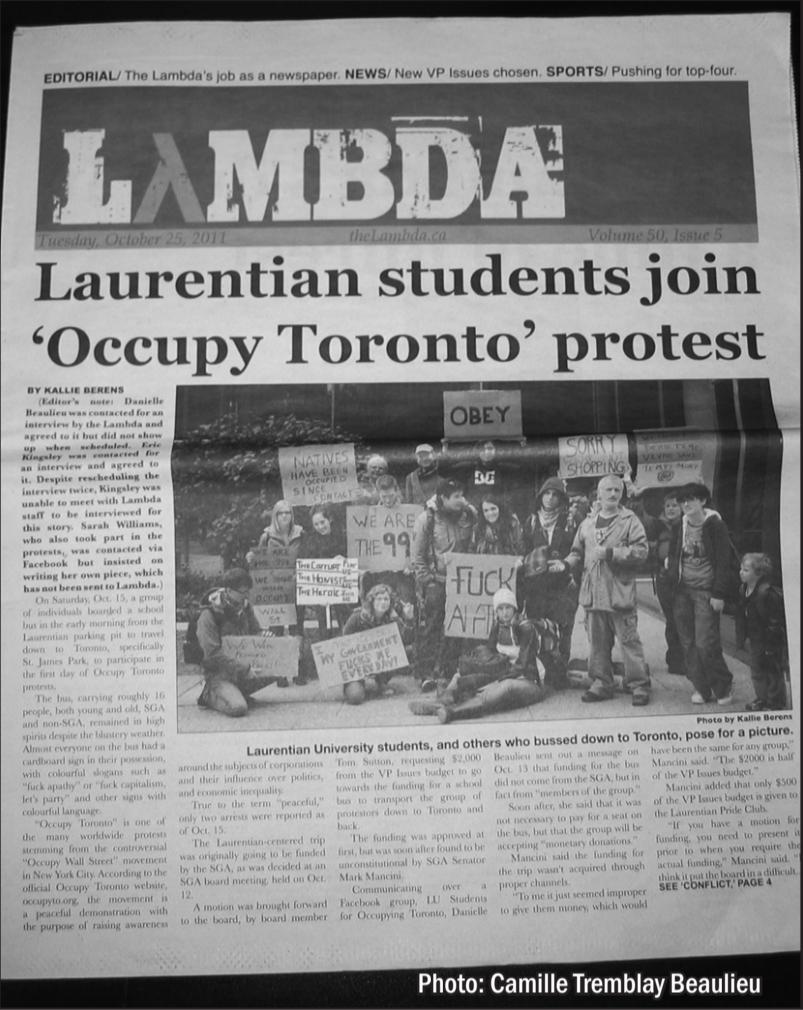 EDITORIAL/ The Lambda's job as a newspaper. NEWS/ New VP Issues chosen. SPORTS/ Pushing for top-four.
LλMBDA
Tuesday, October 25, 2011 theLambda.ca Volume 50, Issue 5
Laurentian students join
'Occupy Toronto' protest
BY KALLIE BERENS
(Editor's note: Danielle
Beaulieu was contacted for an
interview by the Lambda and
agreed to it but did not show
up when scheduled. Eric
Kingsley was contacted for
an interview and agreed to
it. Despite rescheduling the
interview twice, Kingsley was
unable to meet with Lambda
staff to be interviewed for
this story. Sarah Williams,
who also took part in the
protests, was contacted via
Facebook but insisted on
writing her own piece, which
has not been sent to Lambda.)
On Saturday, Oct. 15, a group
of individuals boarded a school
bus in the early morning from the
Laurentian parking pit to travel
down to Toronto, specifically
St. James Park, to participate in
the first day of Occupy Toronto
protests.
The bus, carrying roughly 16
people, both young and old, SGA
and non-SGA, remained in high
spirits despite the blustery weather.
Almost everyone on the bus had a
cardboard sign in their possession,
with colourful slogans such as
"fuck apathy" or "fuck capitalism,
let's party" and other signs with
colourful language.
"Occupy Toronto" is one of
the many worldwide protests
stemming from the controversial
"Occupy Wall Street" movement
in New York City. According to the
official Occupy Toronto website,
occupyto.org, the movement is
a peaceful demonstration with
the purpose of raising awareness
OBEY
NATIVES
HAVE BEEN
OCCUPIED
SINCE
CONTACT
SORRY
SHOPPING
WE ARE
THE 99
The Corrupt Fear
The Honest
The Heroic
WALL
ST
FUCK
MY GOVERNMENT
FUCKS ME
EVERYDAY!
Photo by Kallie Berens
Laurentian University students, and others who bussed down to Toronto, pose for a picture.
around the subjects of corporations
and their influence over politics,
and economic inequality.
True to the term "peaceful,"
only two arrests were reported as
of Oct. 15.
The Laurentian-centered trip
was originally going to be funded
by the SGA, as was decided at an
SGA board meeting, held on Oct.
12.
A motion was brought forward
to the board, by board member
Tom Sutton, requesting $2,000
from the VP Issues budget to go
towards the funding for a school
bus to transport the group of
protestors down to Toronto and
back.
The funding was approved at
first, but was soon after found to be
unconstitutional by SGA Senator
Mark Mancini.
Communicating over a
Facebook group, LU Students
for Occupying Toronto, Danielle
Beaulieu sent out a message on
Oct. 13 that funding for the bus
did not come from the SGA, but in
fact from "members of the group."
Soon after, she said that it was
not necessary to pay for a seat on
the bus, but that the group will be
accepting "monetary donations."
Mancini said the funding for
the trip wasn't acquired through
proper channels.
"To me it just seemed improper
to give them money, which would
have been the same for any group,"
Mancini said. "The $2000 is half
of the VP Issues budget."
Mancini added that only $500
of the VP Issues budget is given to
the Laurentian Pride Club.
"If you have a motion for
funding, you need to present it
prior to when you require the
actual funding," Mancini said. "I
think it put the board in a difficult
SEE 'CONFLICT,' PAGE 4
Photo: Camille Tremblay Beaulieu